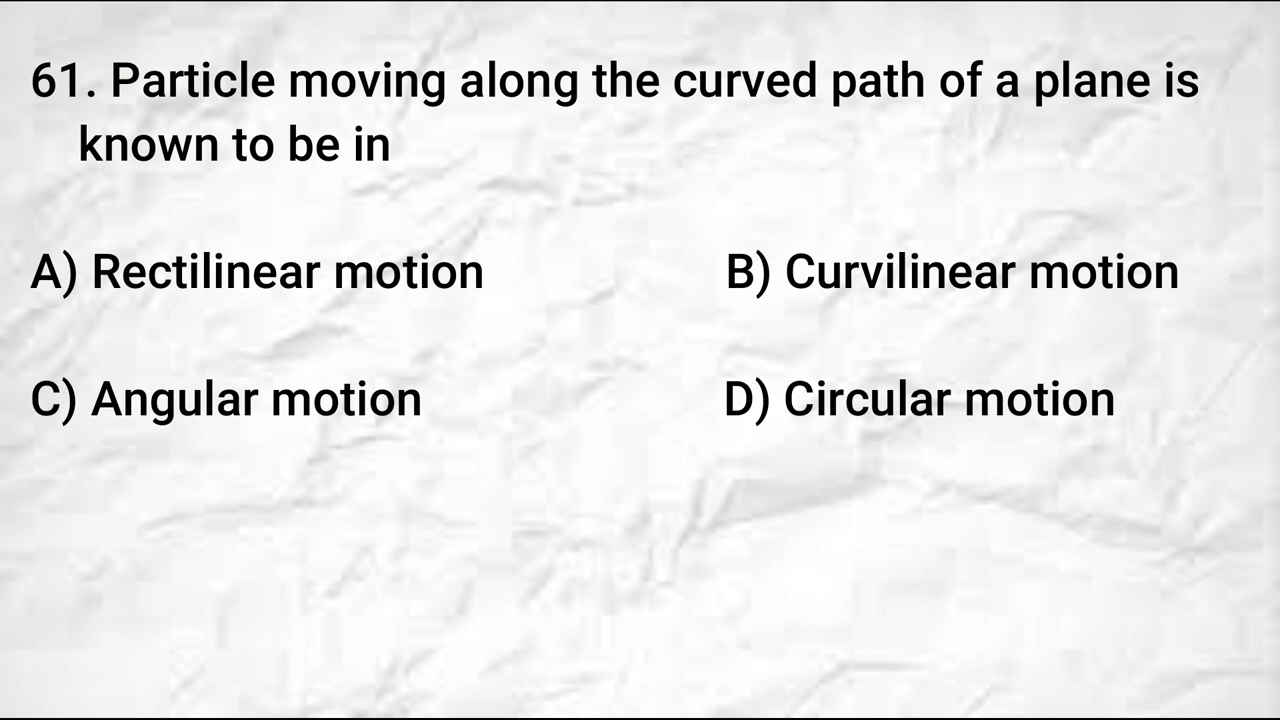 61. Particle moving along the curved path of a plane is
known to be in
A) Rectilinear motion B) Curvilinear motion
C) Angular motion D) Circular motion